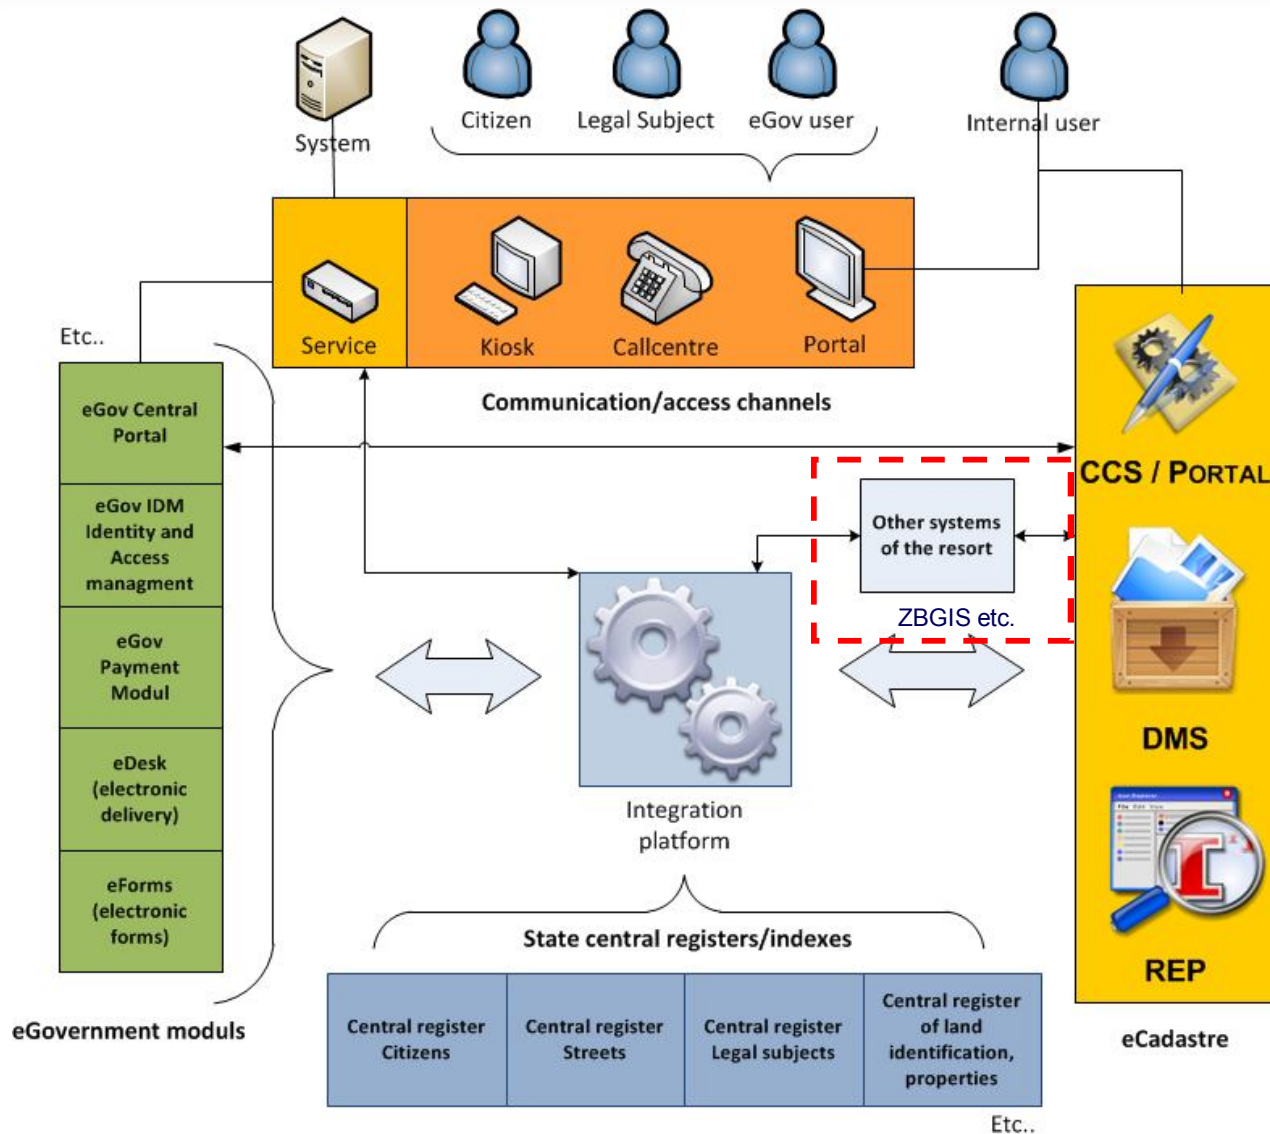 System
Citizen
Legal Subject
eGov user
Internal user
Service
Kiosk
Callcentre
Portal
Communication/access channels
Etc..
eGov Central
Portal
eGov IDM
Identity and
Access
managment
eGov
Payment
Modul
eDesk
(electronic
delivery)
eForms
(electronic
forms)
eGovernment moduls
Other systems
of the resort
ZBGIS etc.
Integration
platform
CCS / PORTAL
DMS
File Edit View
REP
eCadastre
State central registers/indexes
Central register
Citizens
Central register
Streets
Central register
Legal subjects
Central register
of land
identification,
properties
Etc..